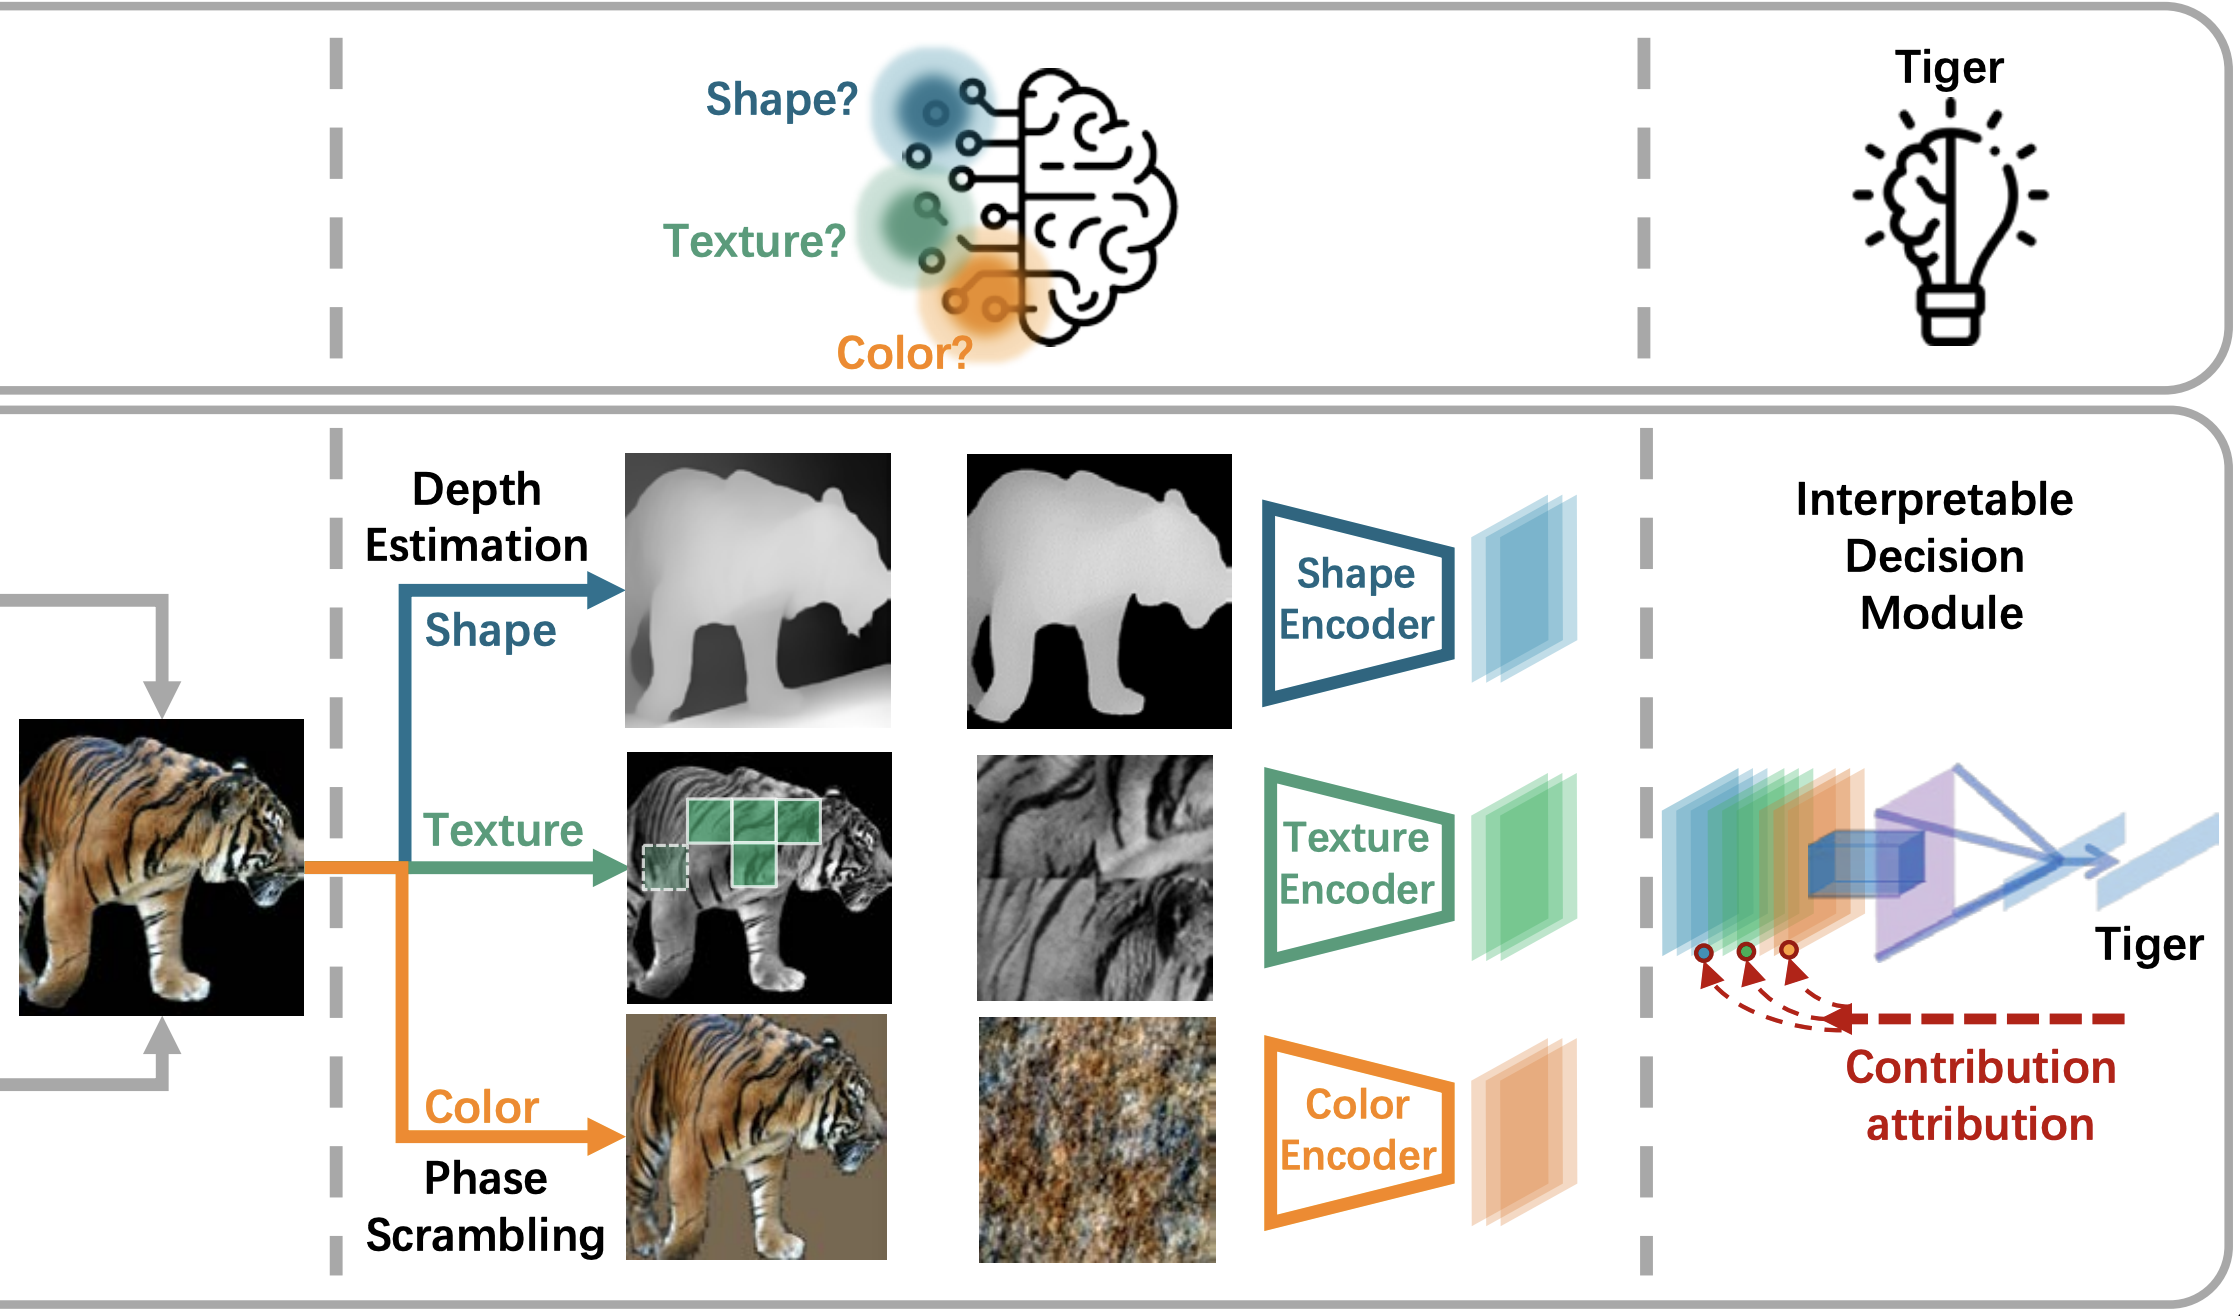 Shape?
Texture?
Color?
Tiger
Depth
Estimation
Shape
Texture
Color
Phase
Scrambling
Shape
Encoder
Texture
Encoder
Color
Encoder
Interpretable
Decision
Module
Tiger
Contribution
attribution